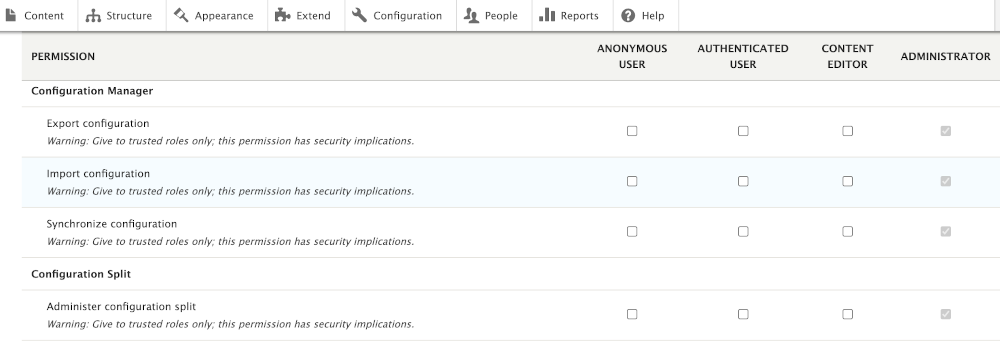 Content Structure Appearance Extend Configuration People Reports Help
PERMISSION ANONYMOUS USER AUTHENTICATED USER CONTENT EDITOR ADMINISTRATOR
Configuration Manager
Export configuration
Warning: Give to trusted roles only; this permission has security implications.
Import configuration
Warning: Give to trusted roles only; this permission has security implications.
Synchronize configuration
Warning: Give to trusted roles only; this permission has security implications.
Configuration Split
Administer configuration split
Warning: Give to trusted roles only; this permission has security implications.